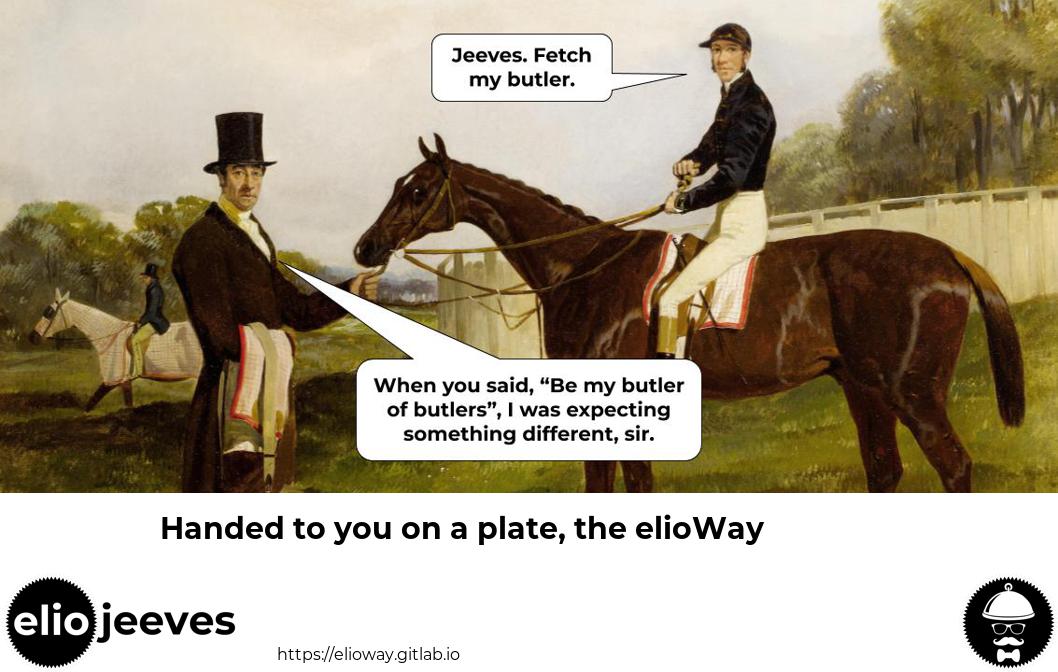 Jeeves. Fetch
my butler.
When you said, “Be my butler
of butlers”, I was expecting
something different, sir.
Handed to you on a plate, the elioWay
elio jeeves
https://elioway.gitlab.io